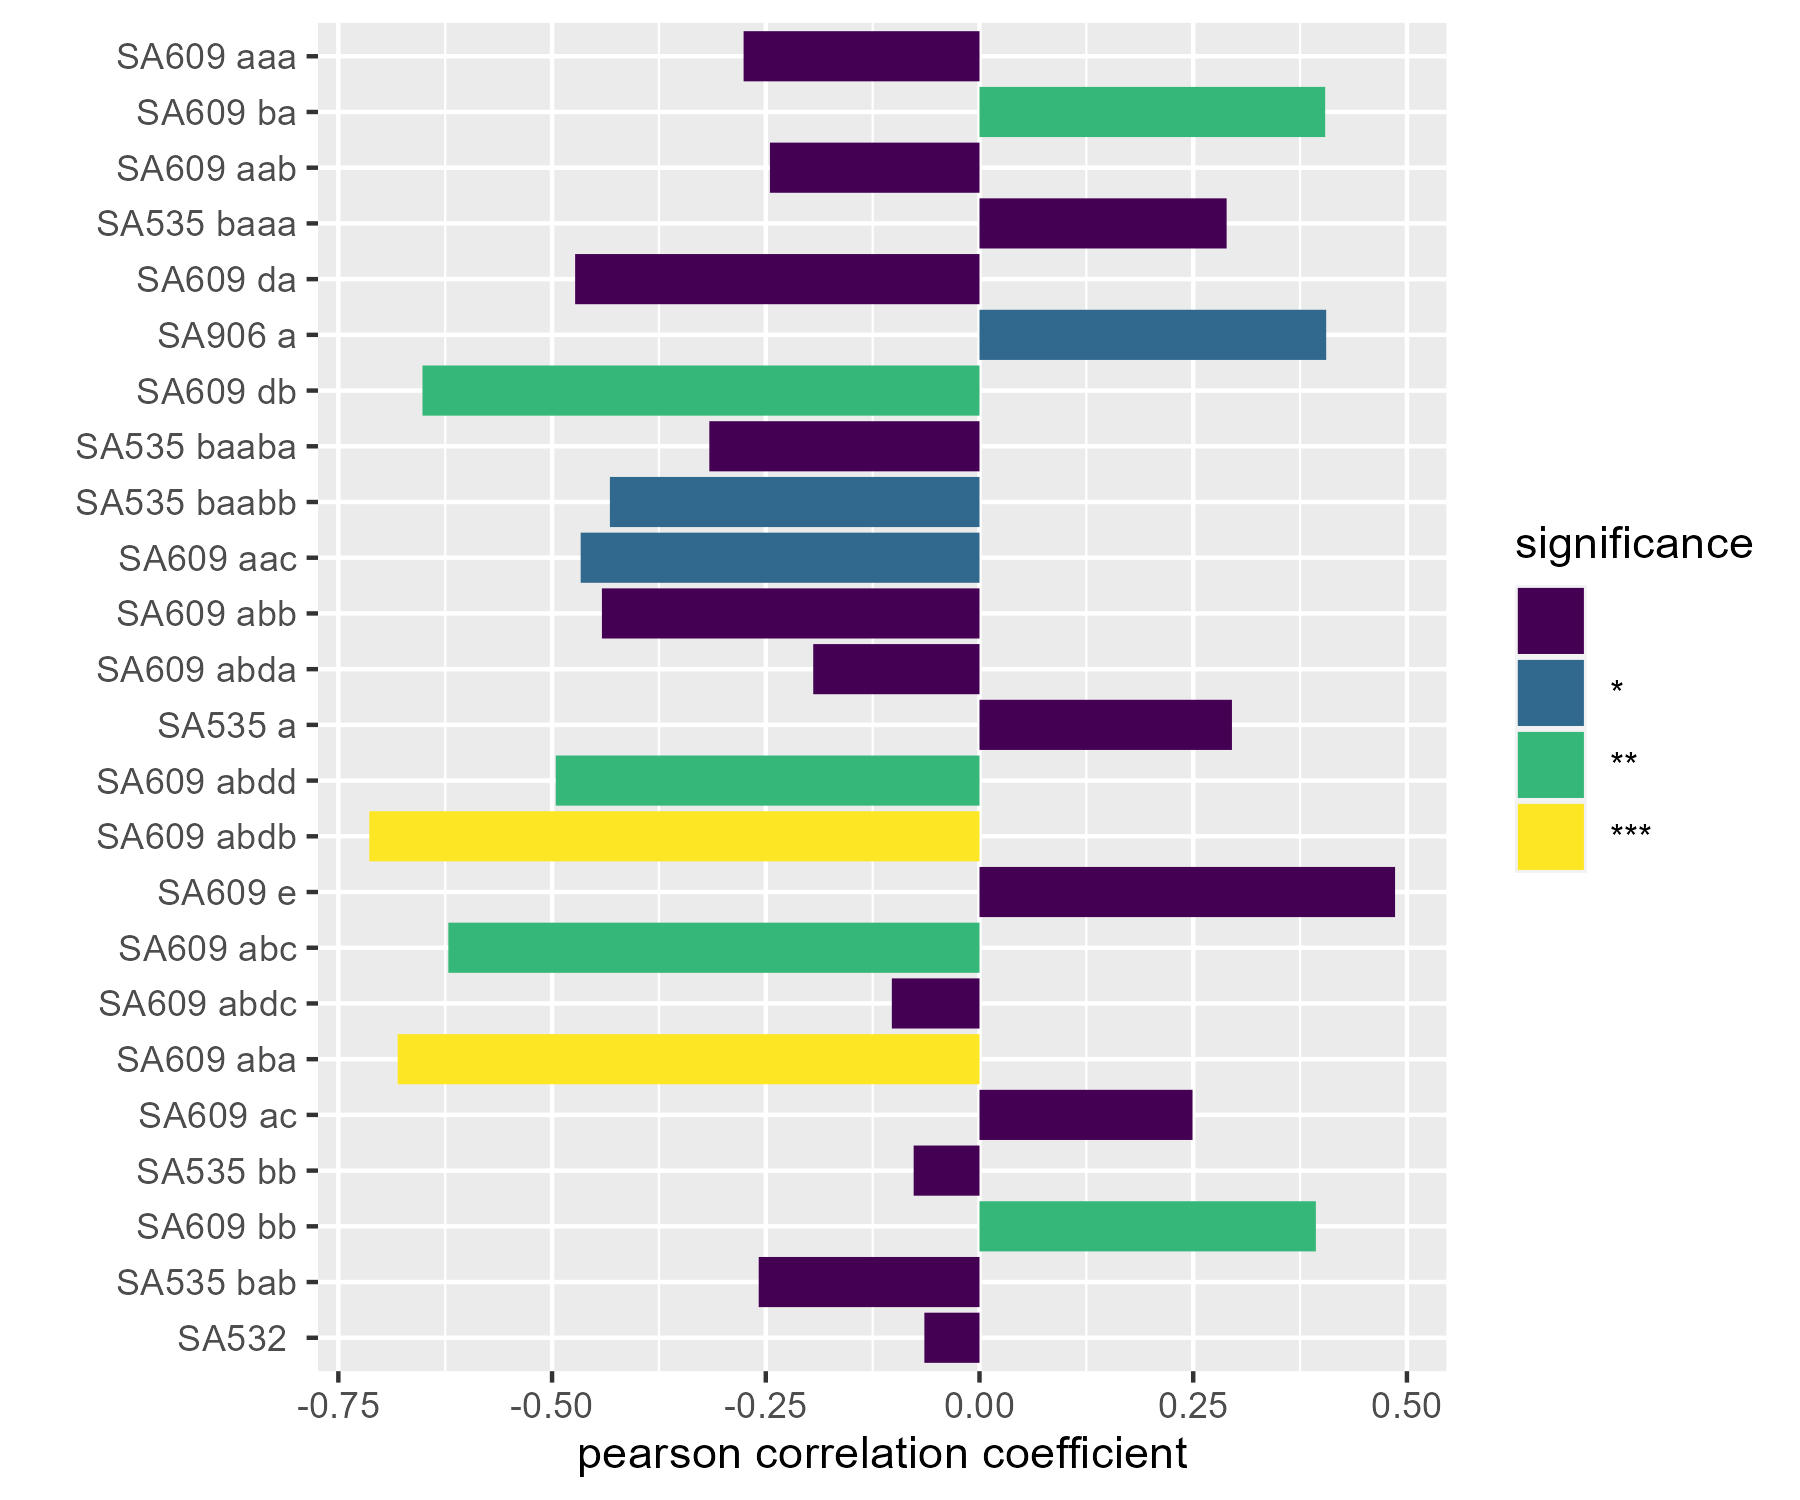 SA609 aaa
SA609 ba
SA609 aab
SA535 baaa
SA609 da
SA906 a
SA609 db
SA535 baaba
SA535 baabb
SA609 aac
SA609 abb
SA609 abda
SA535 a
SA609 abdd
SA609 abdb
SA609 e
SA609 abc
SA609 abdc
SA609 aba
SA609 ac
SA535 bb
SA609 bb
SA535 bab
SA532
-0.75 -0.50 -0.25 0.00 0.25 0.50
pearson correlation coefficient
significance
*
**
***